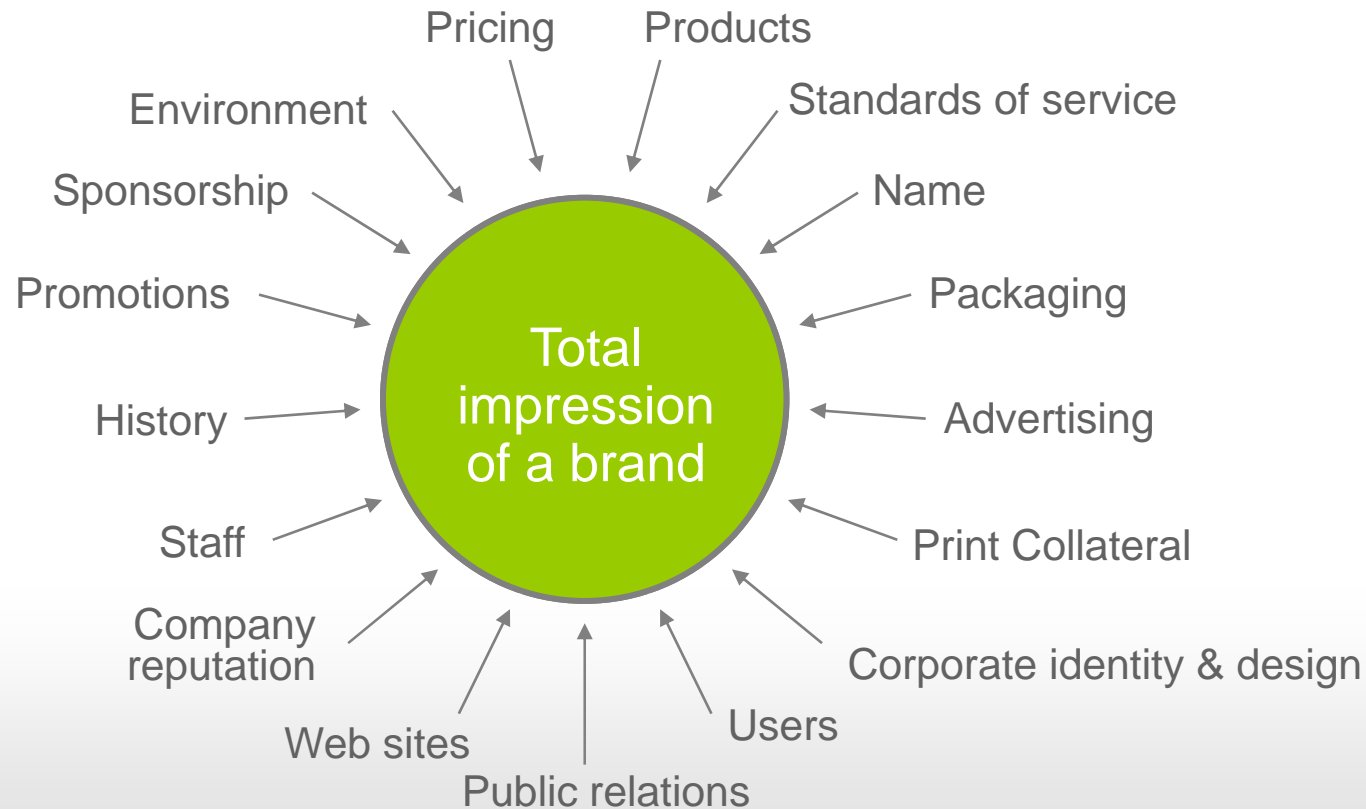 Pricing
Products
Environment
Standards of service
Sponsorship
Name
Promotions
Packaging
Total
impression
of a brand
History
Advertising
Staff
Print Collateral
Company
reputation
Corporate identity & design
Web sites
Users
Public relations